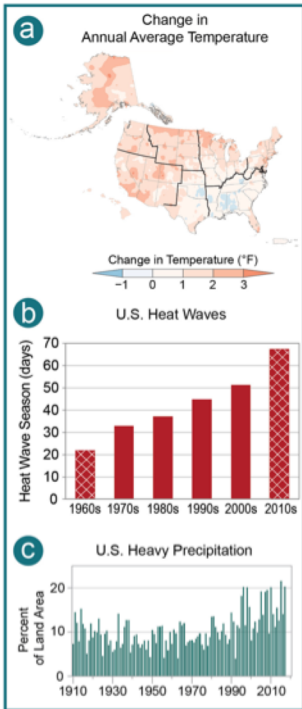 a
Change in
Annual Average Temperature
Change in Temperature (°F)
−1 0 1 2 3
b
U.S. Heat Waves
Heat Wave Season (days)
70
60
50
40
30
20
10
0
1960s 1970s 1980s 1990s 2000s 2010s
c
U.S. Heavy Precipitation
Percent
of Land Area
20
10
0
1910 1930 1950 1970 1990 2010